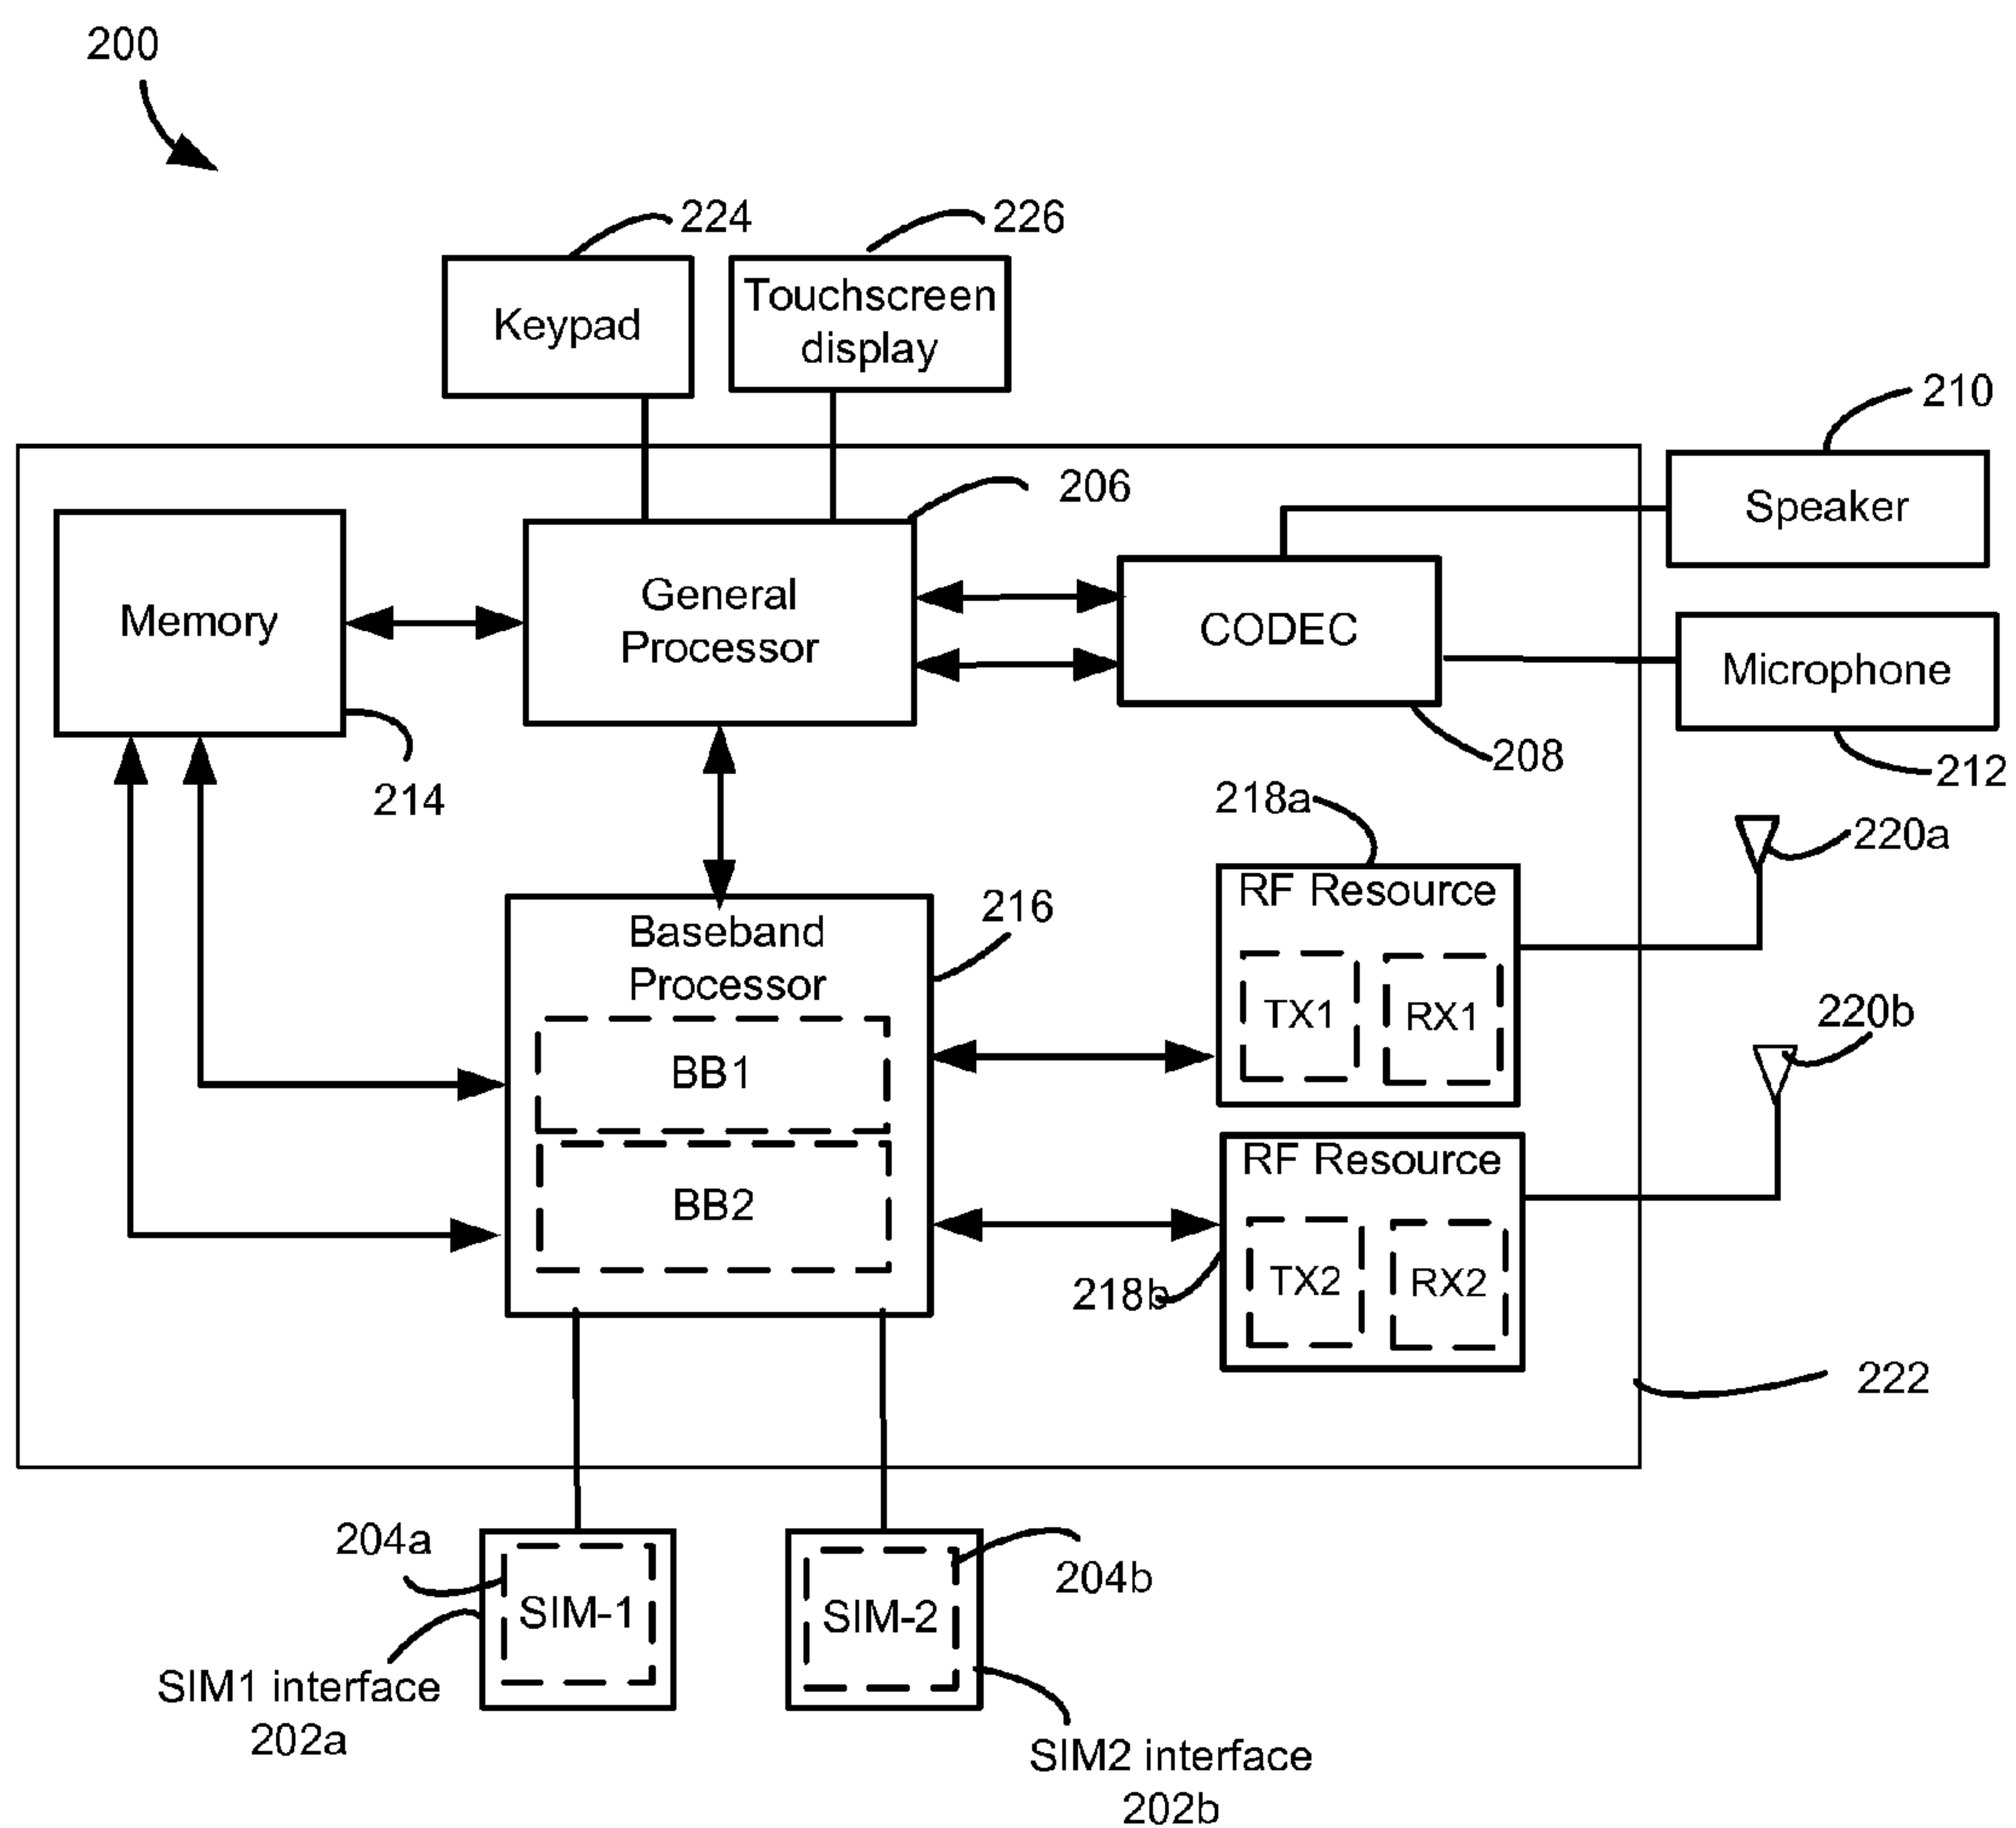 200
224
226
Keypad
Touchscreen
display
210
Speaker
206
Memory
General
Processor
CODEC
Microphone
214
208
212
218a
220a
RF Resource
TX1
RX1
216
Baseband
Processor
BB1
BB2
220b
RF Resource
TX2
RX2
218b
222
204a
SIM-1
SIM1 interface
202a
SIM-2
204b
SIM2 interface
202b